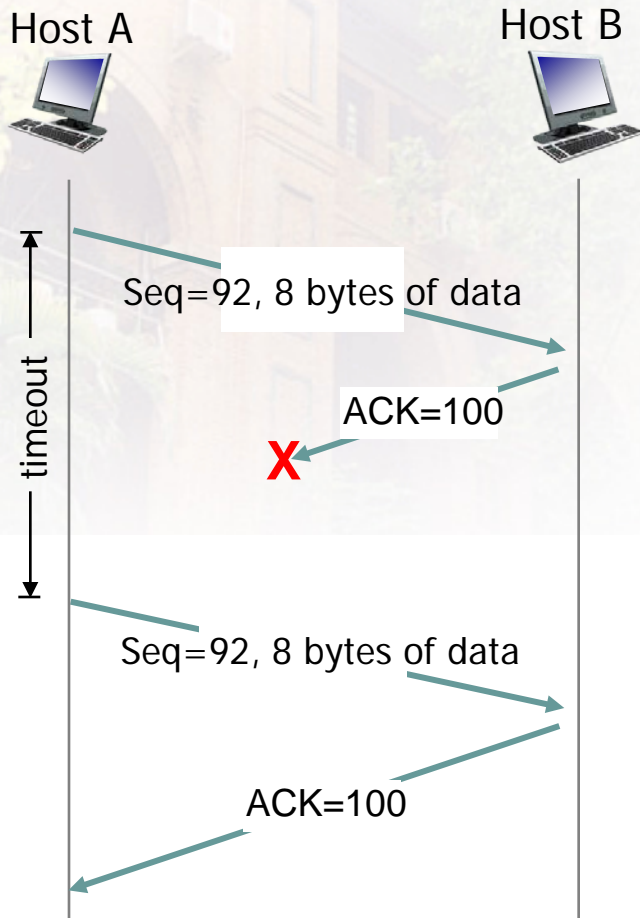 Host A
Host B
Seq=92, 8 bytes of data
ACK=100
X
timeout
Seq=92, 8 bytes of data
ACK=100